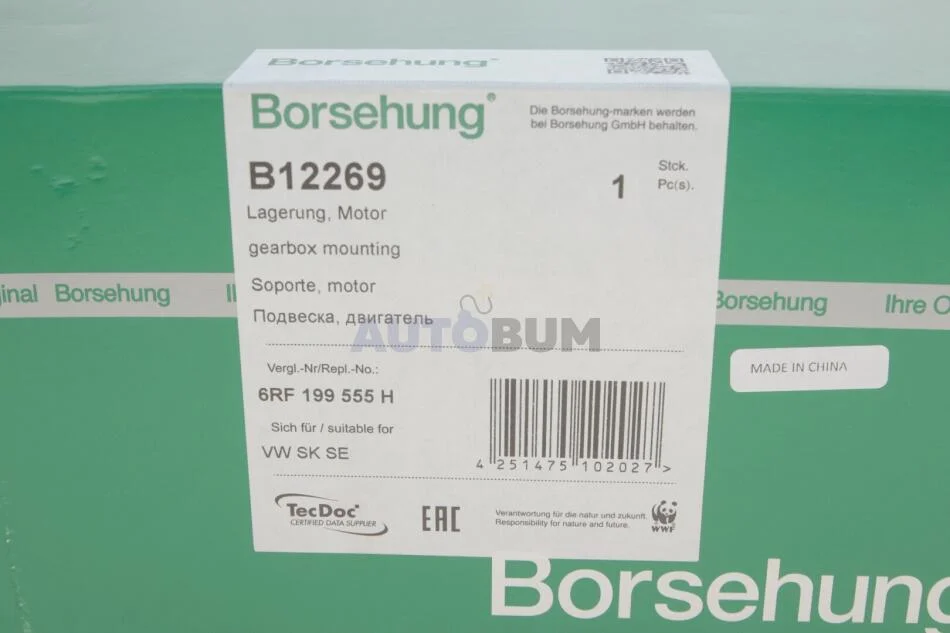 Borsehung®
Borsehung®
Die Borsehung-marken werden
bei Borsehung GmbH behalten.
B12269
1
Stck.
Pc(s).
Lagerung, Motor
gearbox mounting
Soporte, motor
Подвеска, двигатель
AUTOBUM
inal Borsehung
Borsehung Ihre O
MADE IN CHINA
Vergl.-Nr/Repl.-No.:
6RF 199 555 H
Sich für / suitable for
VW SK SE
4 251475 102027 >
TecDoc®
CERTIFIED DATA SUPPLIER
EAC
Verantwortung für die natur und zukunft.
Responsibility for nature and future.
WWF
Borsehung